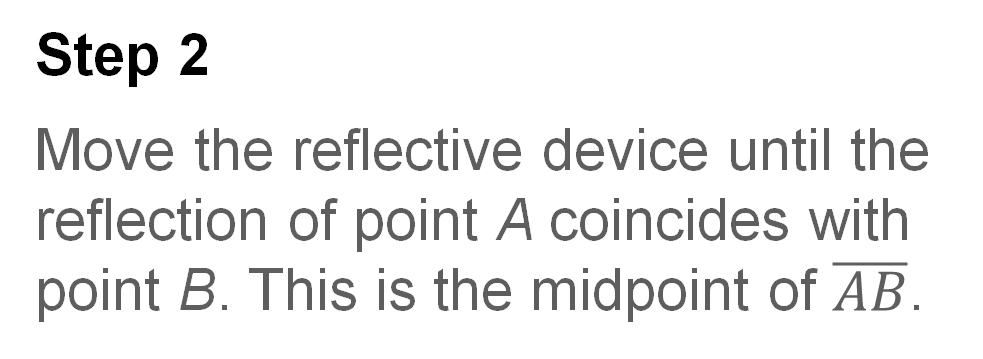 Step 2
Move the reflective device until the
reflection of point A coincides with
point B. This is the midpoint of A̅B̅.